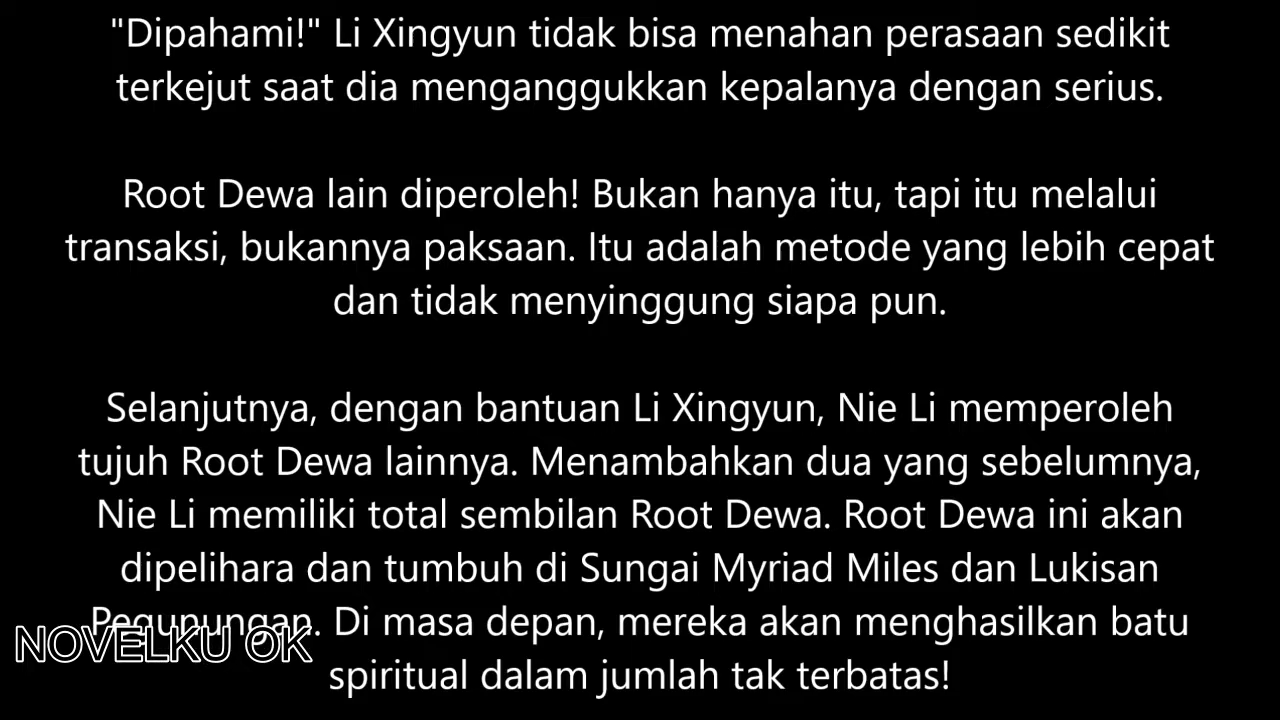 "Dipahami!" Li Xingyun tidak bisa menahan perasaan sedikit
terkejut saat dia menganggukkan kepalanya dengan serius.
Root Dewa lain diperoleh! Bukan hanya itu, tapi itu melalui
transaksi, bukannya paksaan. Itu adalah metode yang lebih cepat
dan tidak menyinggung siapa pun.
Selanjutnya, dengan bantuan Li Xingyun, Nie Li memperoleh
tujuh Root Dewa lainnya. Menambahkan dua yang sebelumnya,
Nie Li memiliki total sembilan Root Dewa. Root Dewa ini akan
dipelihara dan tumbuh di Sungai Myriad Miles dan Lukisan
Pegunungan. Di masa depan, mereka akan menghasilkan batu
NOVELKU OK
spiritual dalam jumlah tak terbatas!